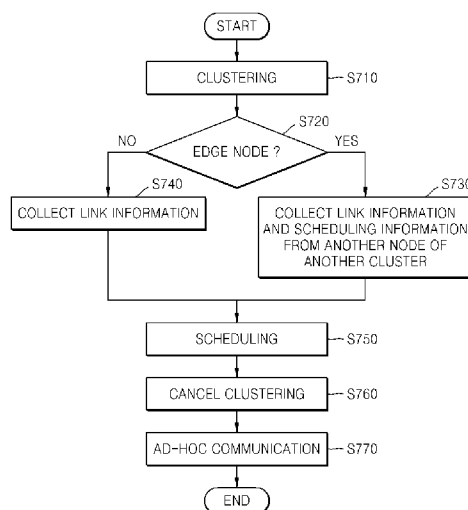 START
CLUSTERING
S710
S720
NO
EDGE NODE ?
YES
S740
COLLECT LINK INFORMATION
S730
COLLECT LINK INFORMATION
AND SCHEDULING INFORMATION
FROM ANOTHER NODE OF
ANOTHER CLUSTER
SCHEDULING
S750
CANCEL CLUSTERING
S760
AD-HOC COMMUNICATION
S770
END